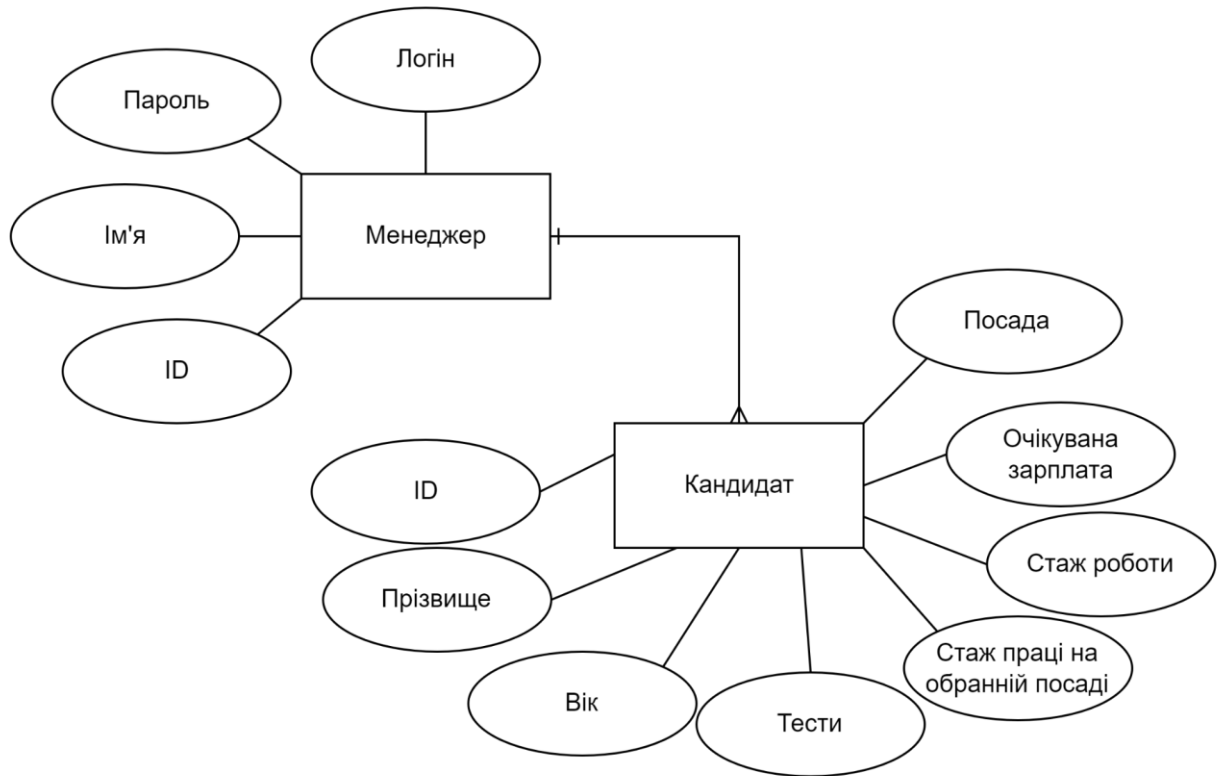 Логін
Пароль
Ім'я
Менеджер
ID
Посада
Очікувана
зарплата
ID
Кандидат
Стаж роботи
Прізвище
Стаж праці на
обранній посаді
Вік
Тести